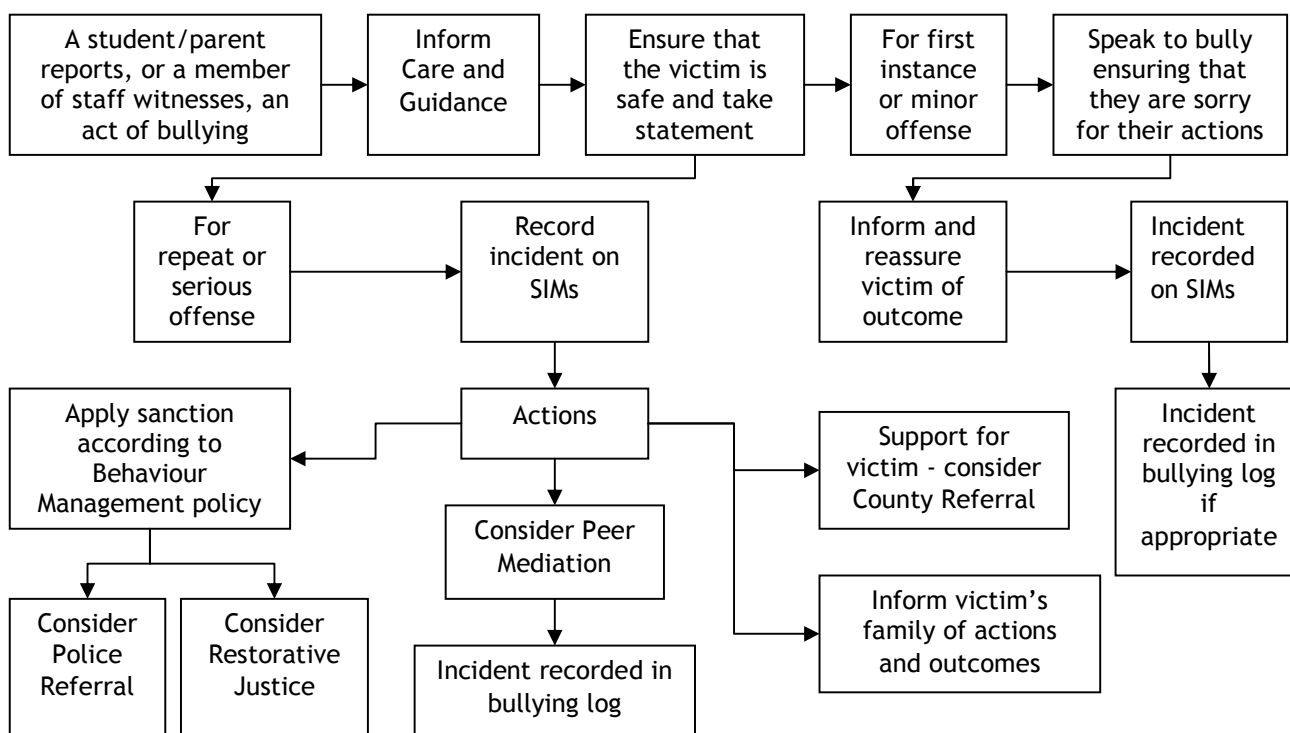 A student/parent
reports, or a member
of staff witnesses, an
act of bullying
Inform
Care and
Guidance
Ensure that
the victim is
safe and take
statement
For first
instance
or minor
offense
Speak to bully
ensuring that
they are sorry
for their actions
For
repeat or
serious
offense
Record
incident on
SIMs
Inform and
reassure
victim of
outcome
Incident
recorded
on SIMs
Apply sanction
according to
Behaviour
Management policy
Actions
Support for
victim - consider
County Referral
Incident
recorded in
bullying log
if
appropriate
Consider Peer
Mediation
Consider
Police
Referral
Consider
Restorative
Justice
Incident recorded in
bullying log
Inform victim’s
family of actions
and outcomes